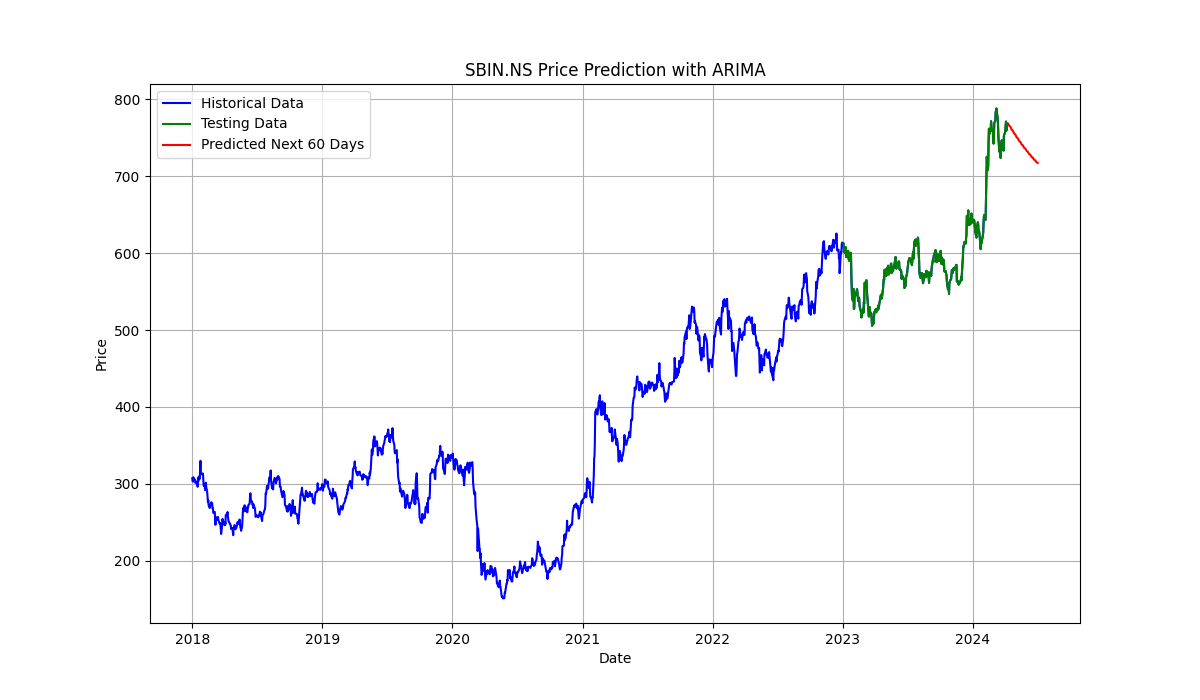 SBIN.NS Price Prediction with ARIMA
Historical Data
Testing Data
Predicted Next 60 Days
800
700
600
500
400
300
200
Price
2018 2019 2020 2021 2022 2023 2024
Date